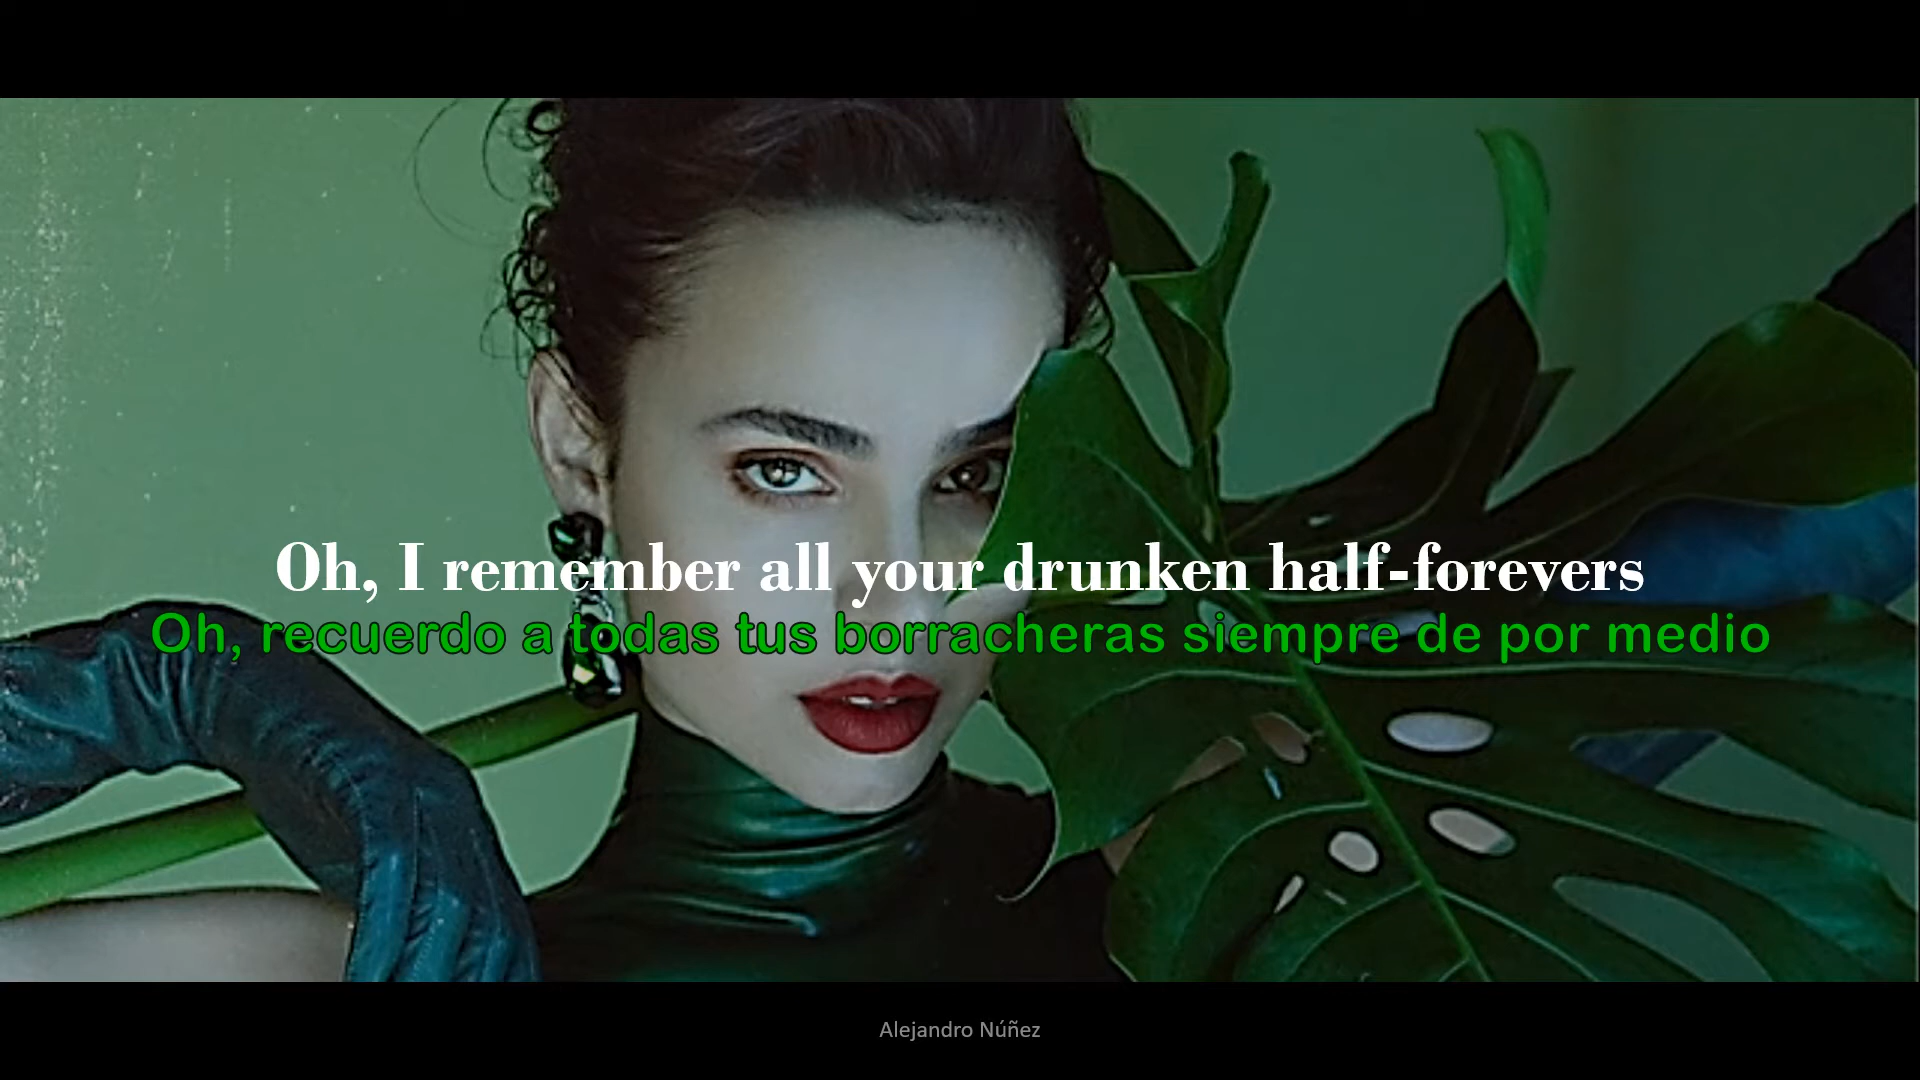 Oh, I remember all your drunken half-forevers
Oh, recuerdo a todas tus borracheras siempre de por medio
Alejandro Núñez